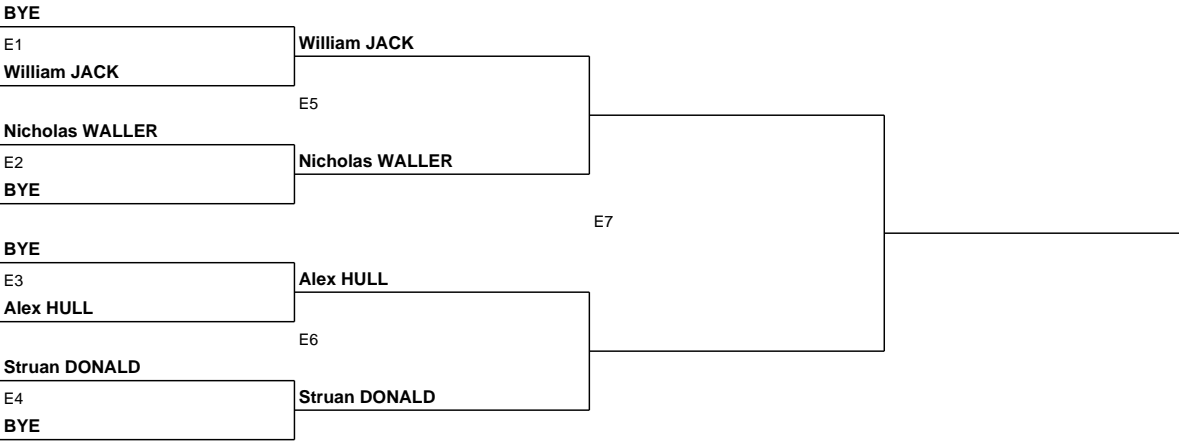 BYE
E1
William JACK
William JACK
E5
Nicholas WALLER
E2
Nicholas WALLER
BYE
E7
BYE
E3
Alex HULL
Alex HULL
E6
Struan DONALD
E4
Struan DONALD
BYE